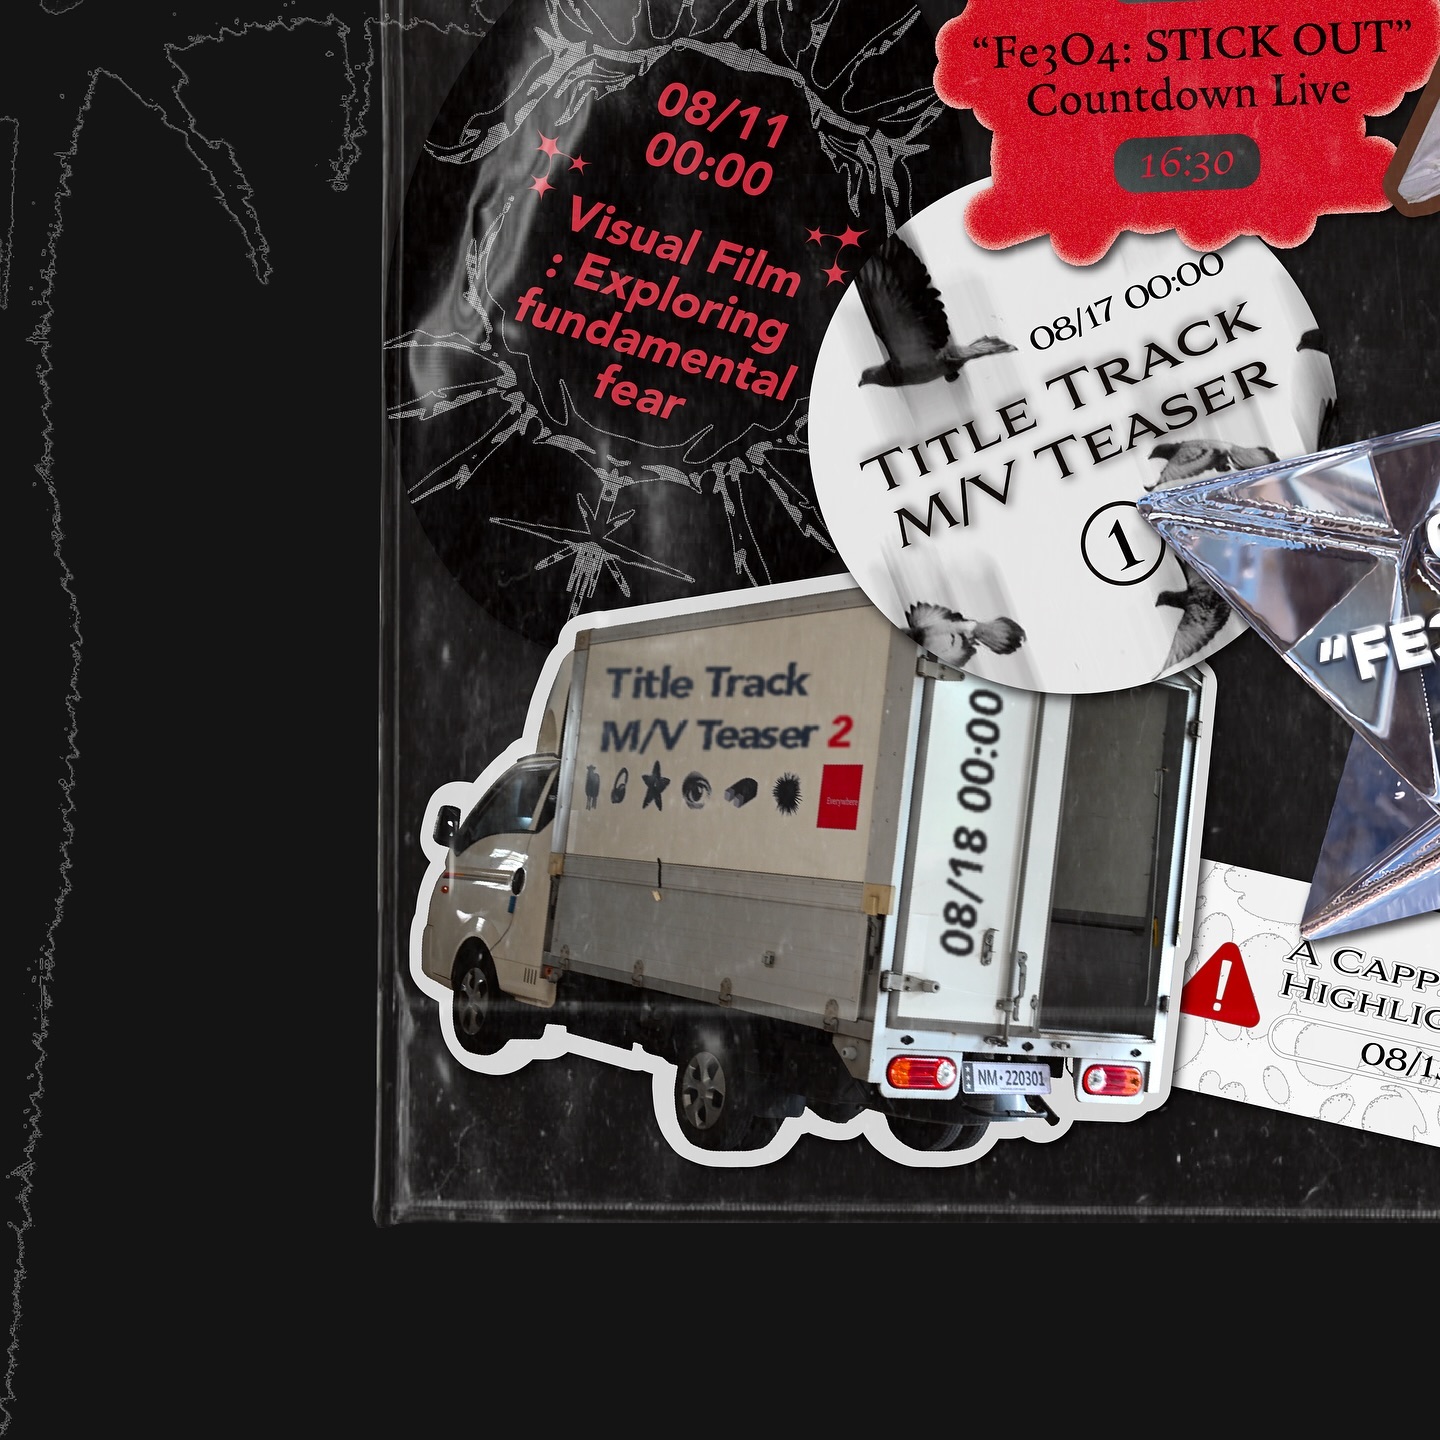 “Fe3O4: STICK OUT”
Countdown Live
16:30
08/11
00:00
Visual Film
: Exploring
fundamental
fear
08/17 00:00
TITLE TRACK
M/V TEASER
1
"FE3
Title Track
M/V Teaser 2
Everywhere
08/18 00:00
NM•220301
A CAPP
HIGHLIG
08/1